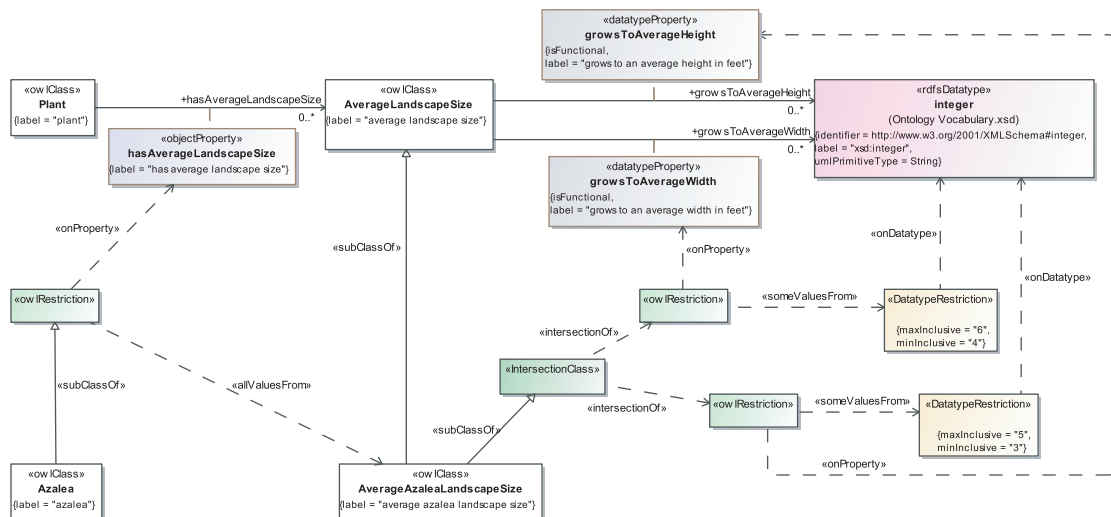 «datatypeProperty»
growsToAverageHeight
{isFunctional,
label = "grows to an average height in feet"}
«owlClass»
Plant
{label = "plant"}
+hasAverageLandscapeSize
0..*
«objectProperty»
hasAverageLandscapeSize
{label = "has average landscape size"}
«owlClass»
AverageLandscapeSize
{label = "average landscape size"}
+growsToAverageHeight
0..*
+growsToAverageWidth
0..*
«rdfsDatatype»
integer
(Ontology Vocabulary.xsd)
{identifier = http://www.w3.org/2001/XMLSchema#integer,
label = "xsd:integer",
umlPrimitiveType = String}
«datatypeProperty»
growsToAverageWidth
{isFunctional,
label = "grows to an average width in feet"}
«onProperty»
«subClassOf»
«onProperty»
«onDatatype»
«onDatatype»
«owlRestriction»
«owlRestriction»
«someValuesFrom»
«DatatypeRestriction»
{maxInclusive = "6",
minInclusive = "4"}
«intersectionOf»
«IntersectionClass»
«subClassOf»
«allValuesFrom»
«intersectionOf»
«owlRestriction»
«someValuesFrom»
«DatatypeRestriction»
{maxInclusive = "5",
minInclusive = "3"}
«subClassOf»
«onProperty»
«owlClass»
Azalea
{label = "azalea"}
«owlClass»
AverageAzaleaLandscapeSize
{label = "average azalea landscape size"}